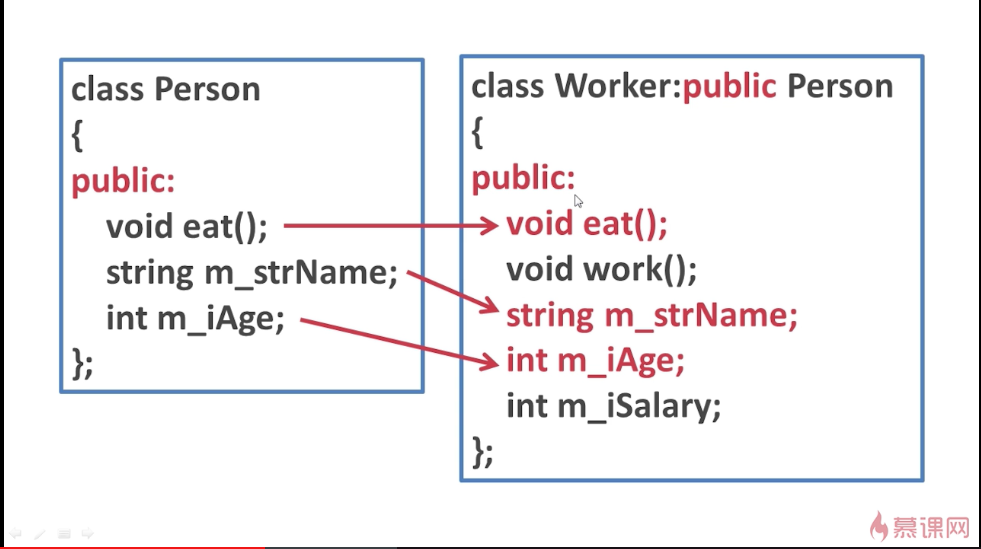 class Person
{
public:
void eat();
string m_strName;
int m_iAge;
};
class Worker:public Person
{
public:
void eat();
void work();
string m_strName;
int m_iAge;
int m_iSalary;
};
慕课网